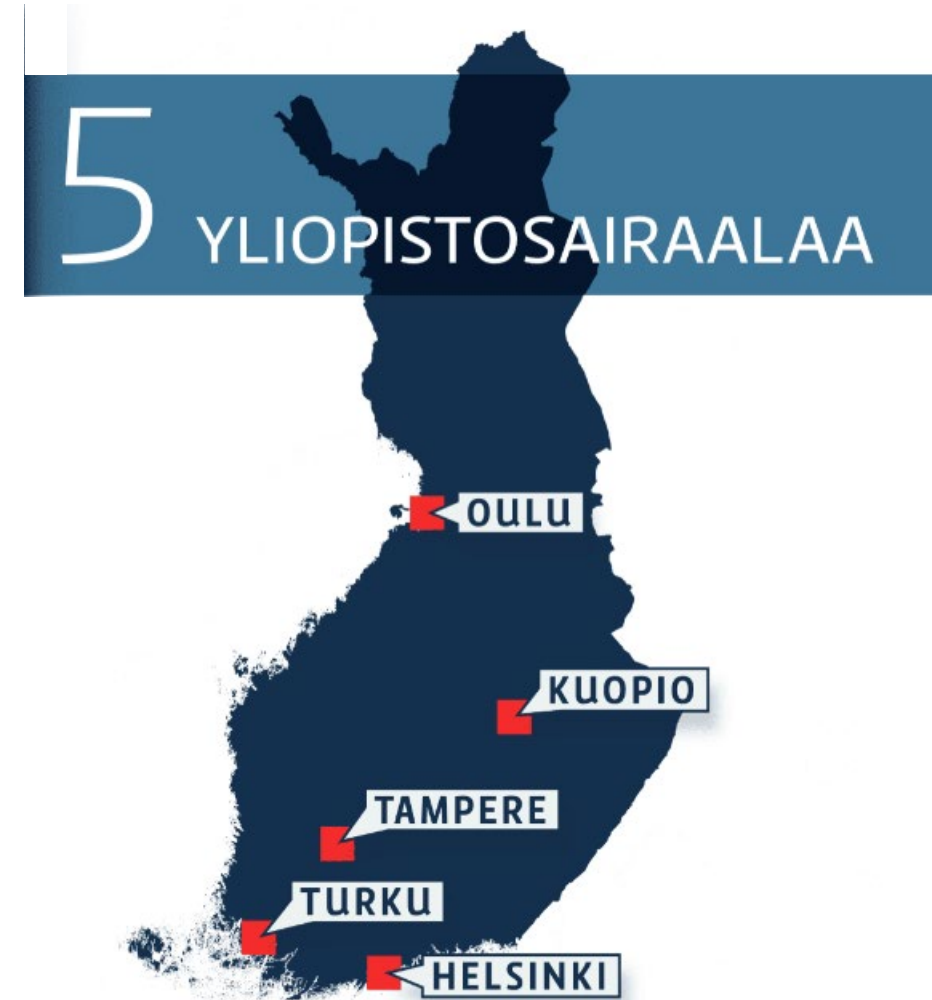 5 YLIOPISTOSAIRAALAA
OULU
KUOPIO
TAMPERE
TURKU
HELSINKI